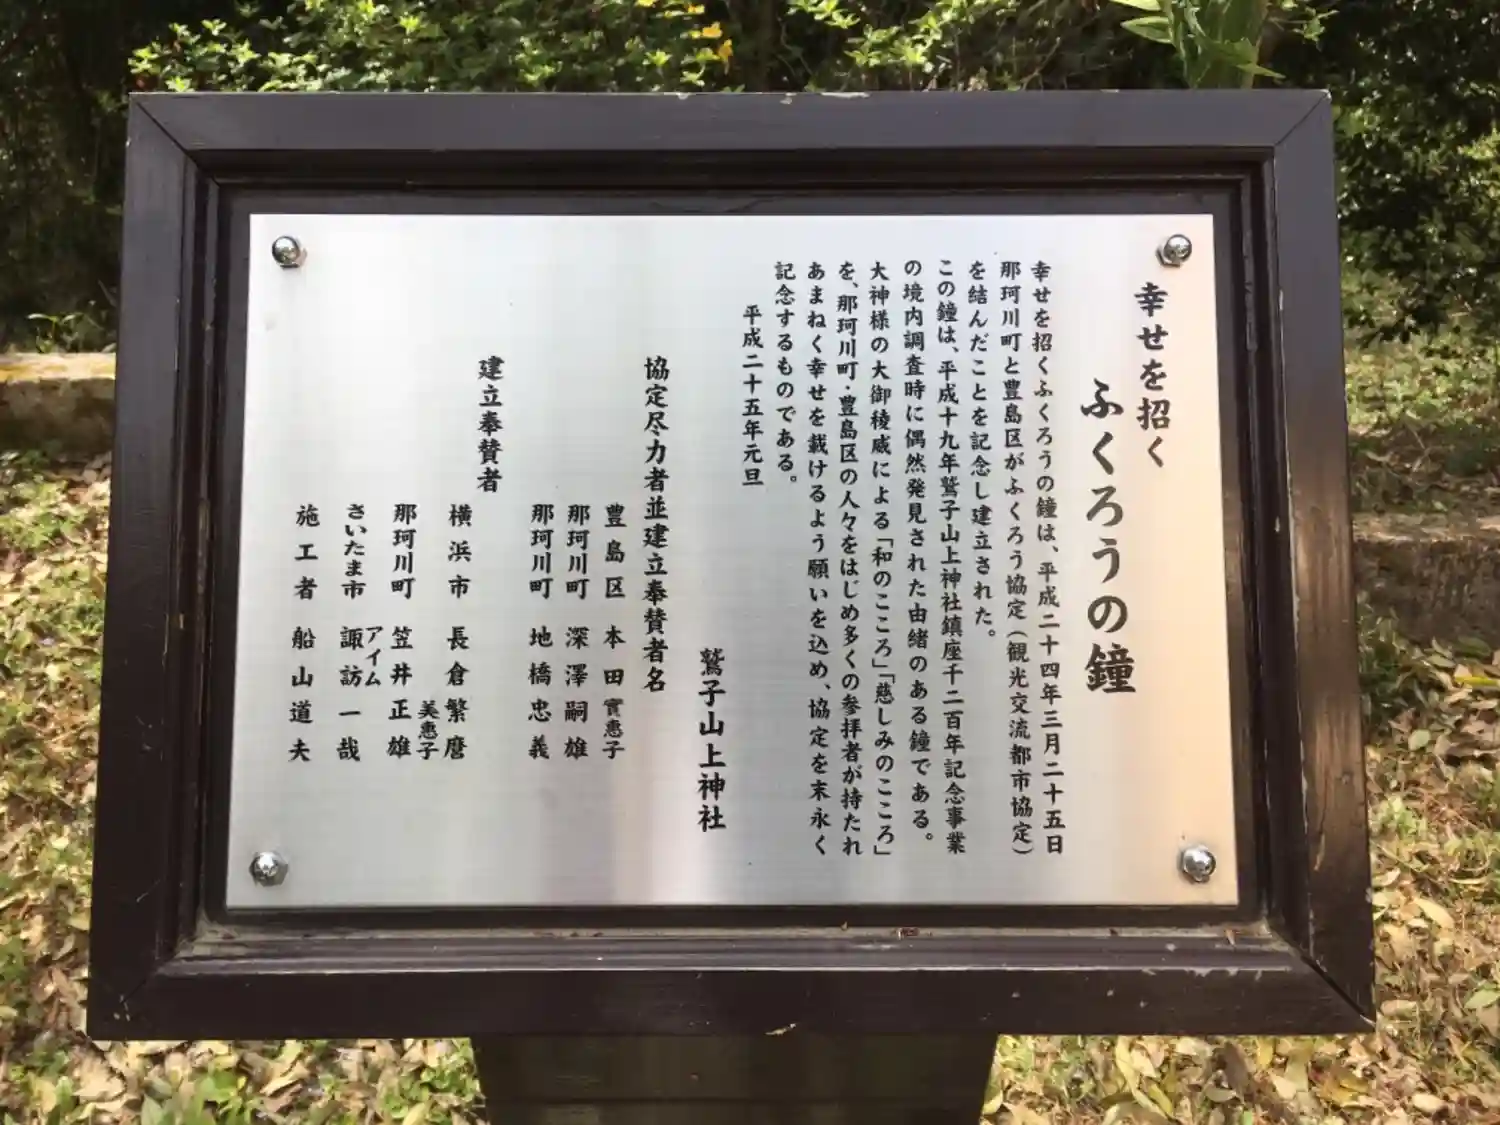 幸せを招く
ふくろうの鐘
幸せを招くふくろうの鐘は、平成二十四年三月二十五日
那珂川町と豊島区がふくろう協定（観光交流都市協定）
を結んだことを記念し建立された。
この鐘は、平成十九年鷲子山上神社鎮座千二百年記念事業
の境内調査時に偶然発見された由緒のある鐘である。
大神様の大御稜威による「和のこころ」「慈しみのこころ」
を、那珂川町・豊島区の人々をはじめ多くの参拝者が持たれ
あまねく幸せを載けるよう願いを込め、協定を末永く
記念するものである。
平成二十五年元旦
鷲子山上神社
協定尽力者並建立奉賛者名
豊島区 本田實惠子
那珂川町 深澤嗣雄
那珂川町 地橋忠義
建立奉賛者
横浜市 長倉繁麿
美惠子
那珂川町 笠井正雄
アイム
さいたま市 諏訪一哉
施工者 船山道夫